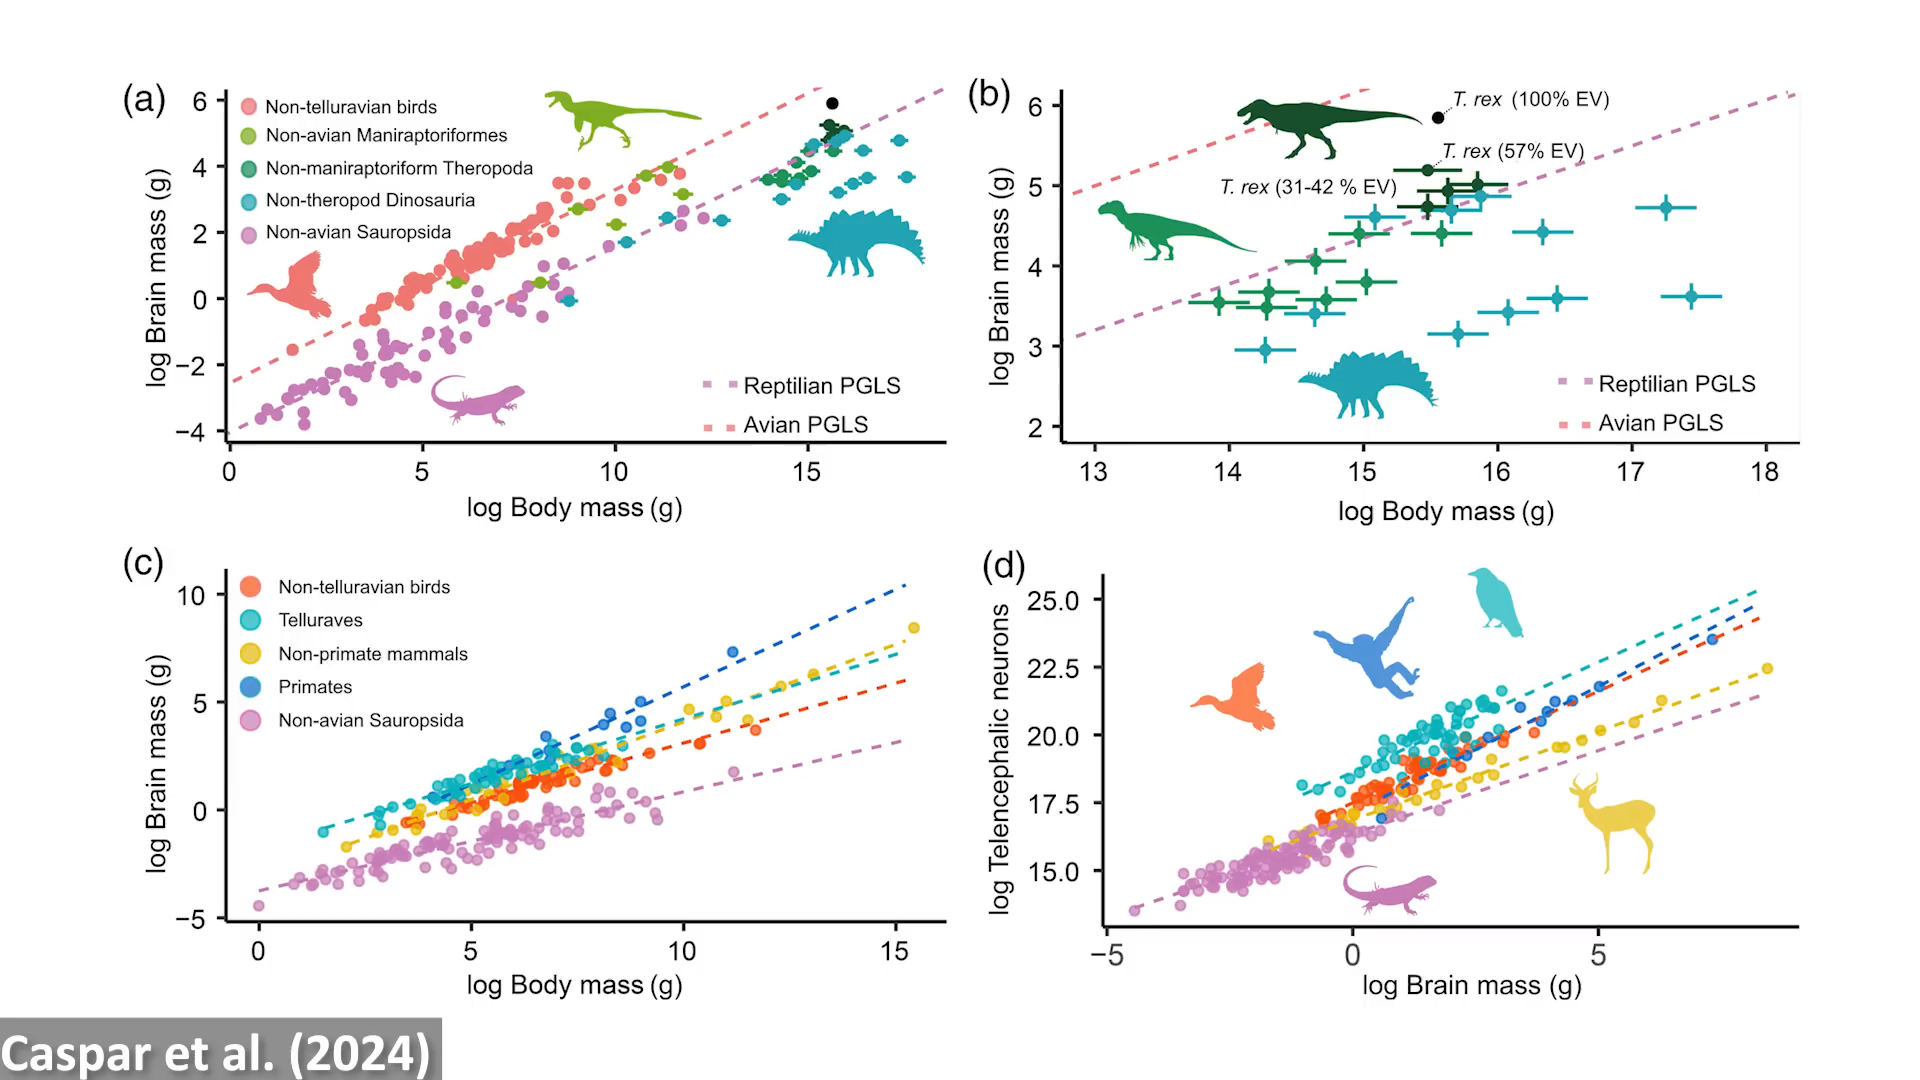 (a)
log Brain mass (g)
6
4
2
0
−2
−4
Non-telluravian birds
Non-avian Maniraptoriformes
Non-maniraptoriform Theropoda
Non-theropod Dinosauria
Non-avian Sauropsida
Reptilian PGLS
Avian PGLS
0 5 10 15
log Body mass (g)
(b)
log Brain mass (g)
6
5
4
3
2
T. rex (100% EV)
T. rex (57% EV)
T. rex (31-42 % EV)
Reptilian PGLS
Avian PGLS
13 14 15 16 17 18
log Body mass (g)
(c)
log Brain mass (g)
10
5
0
−5
Non-telluravian birds
Telluraves
Non-primate mammals
Primates
Non-avian Sauropsida
0 5 10 15
log Body mass (g)
(d)
log Telencephalic neurons
25.0
22.5
20.0
17.5
15.0
−5 0 5
log Brain mass (g)
Caspar et al. (2024)